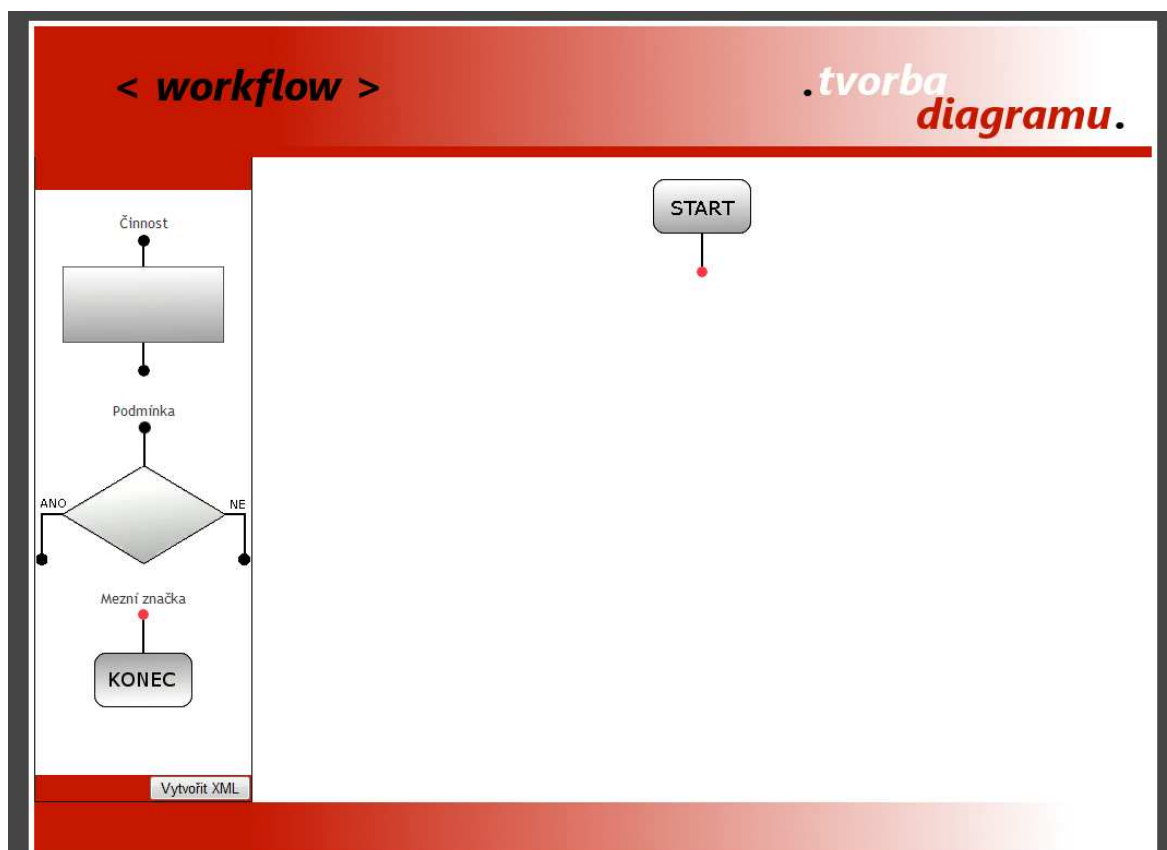 < workflow >
.tvorba
diagramu.
Činnost
Podmínka
ANO
NE
Mezní značka
KONEC
Vytvořit XML
START